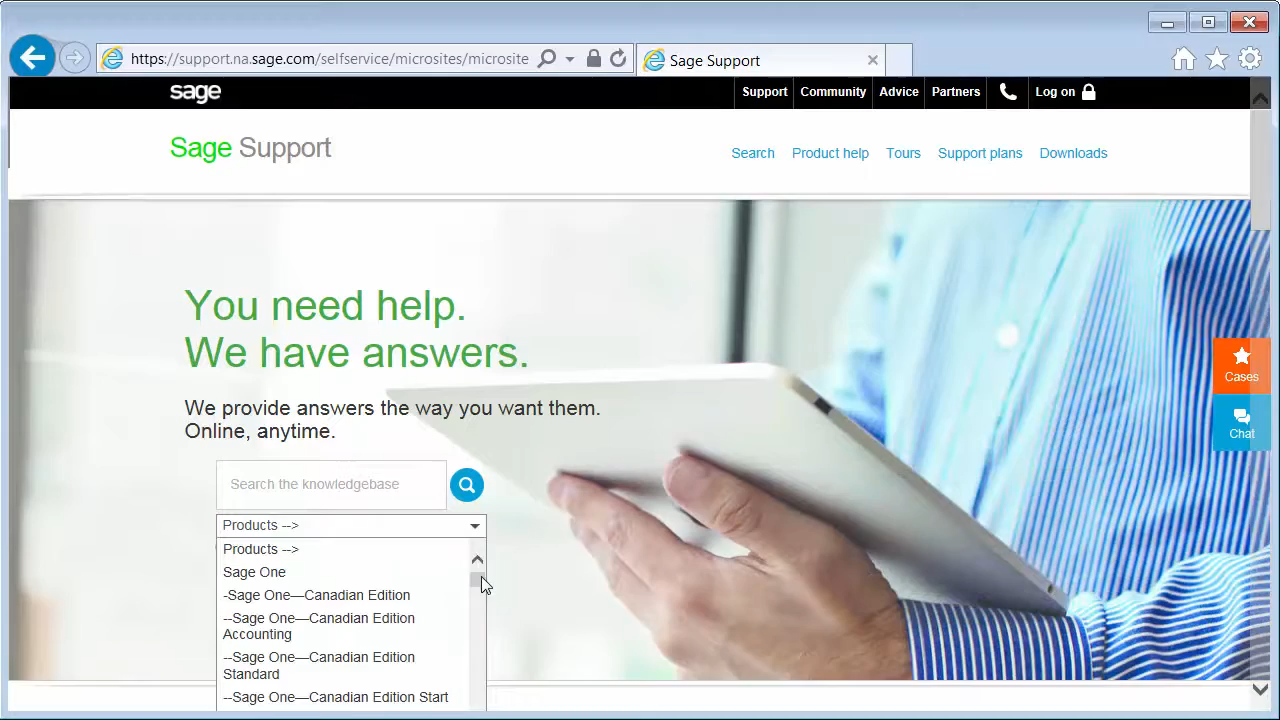 https://support.na.sage.com/selfservice/microsites/microsite
Sage Support
sage
Support
Community
Advice
Partners
Log on
Sage Support
Search
Product help
Tours
Support plans
Downloads
You need help.
We have answers.
We provide answers the way you want them.
Online, anytime.
Cases
Chat
Search the knowledgebase
Products -->
Products -->
Sage One
-Sage One—Canadian Edition
--Sage One—Canadian Edition
Accounting
--Sage One—Canadian Edition
Standard
--Sage One—Canadian Edition Start